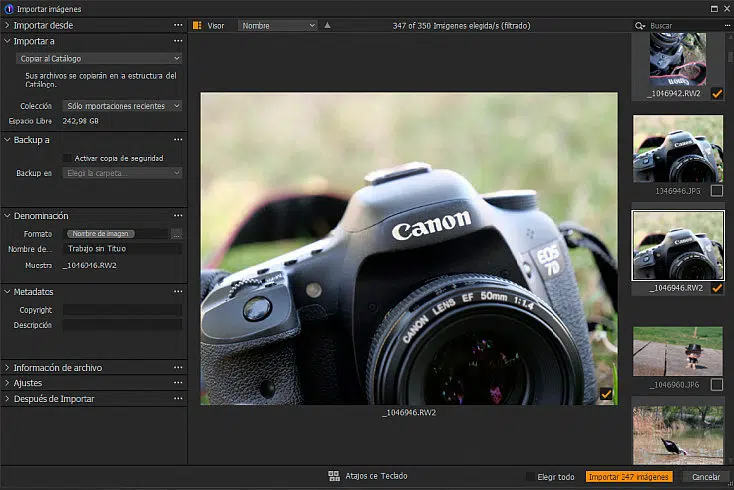 Importar imágenes
Importar desde
Importar a
Copiar al Catálogo
Sus archivos se copiarán en a estructura del
Catálogo.
Colección Sólo importaciones recientes
Espacio Libre 242,98 GB
Backup a
Activar copia de seguridad
Backup en Elegir la carpeta...
Denominación
Formato Nombre de imagen ...
Nombre de... Trabajo sin Título
Muestra _1046946.RW2
Metadatos
Copyright
Descripción
Información de archivo
Ajustes
Después de Importar
Visor Nombre 347 of 350 Imágenes elegida/s (filtrado) Buscar
Canon
EOS
7D
CANON LENS EF 50mm 1:1.4
_1046946.RW2
_1046942.RW2
Canon
_1046946.JPG
Canon
_1046946.RW2
_1046960.JPG
Atajos de Teclado
Elegir todo
Importar 347 imágenes
Cancelar